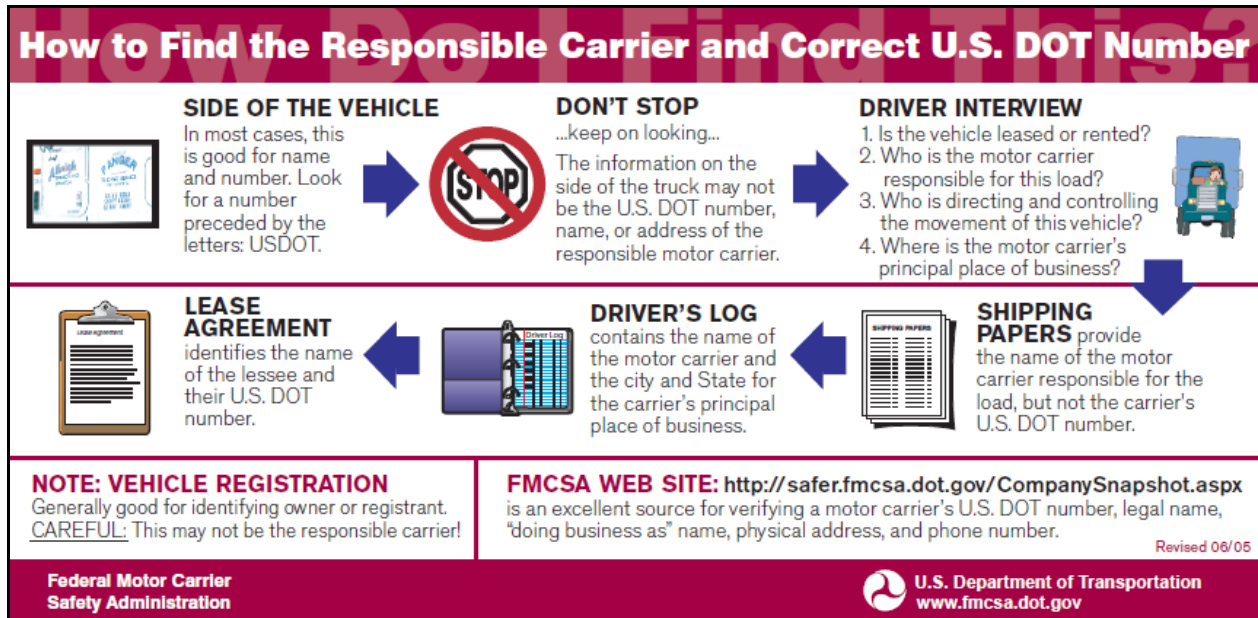 How to Find the Responsible Carrier and Correct U.S. DOT Number
How Do I Find This?
SIDE OF THE VEHICLE
In most cases, this
is good for name
and number. Look
for a number
preceded by the
letters: USDOT.
STOP
DON'T STOP
...keep on looking...
The information on the
side of the truck may not
be the U.S. DOT number,
name, or address of the
responsible motor carrier.
DRIVER INTERVIEW
1. Is the vehicle leased or rented?
2. Who is the motor carrier
responsible for this load?
3. Who is directing and controlling
the movement of this vehicle?
4. Where is the motor carrier's
principal place of business?
SHIPPING PAPERS
SHIPPING
PAPERS provide
the name of the motor
carrier responsible for the
load, but not the carrier's
U.S. DOT number.
Driver Log
DRIVER'S LOG
contains the name of
the motor carrier and
the city and State for
the carrier's principal
place of business.
Lease Agreement
LEASE
AGREEMENT
identifies the name
of the lessee and
their U.S. DOT
number.
NOTE: VEHICLE REGISTRATION
Generally good for identifying owner or registrant.
CAREFUL: This may not be the responsible carrier!
FMCSA WEB SITE: http://safer.fmcsa.dot.gov/CompanySnapshot.aspx
is an excellent source for verifying a motor carrier's U.S. DOT number, legal name,
"doing business as" name, physical address, and phone number.
Revised 06/05
Federal Motor Carrier
Safety Administration
U.S. Department of Transportation
www.fmcsa.dot.gov